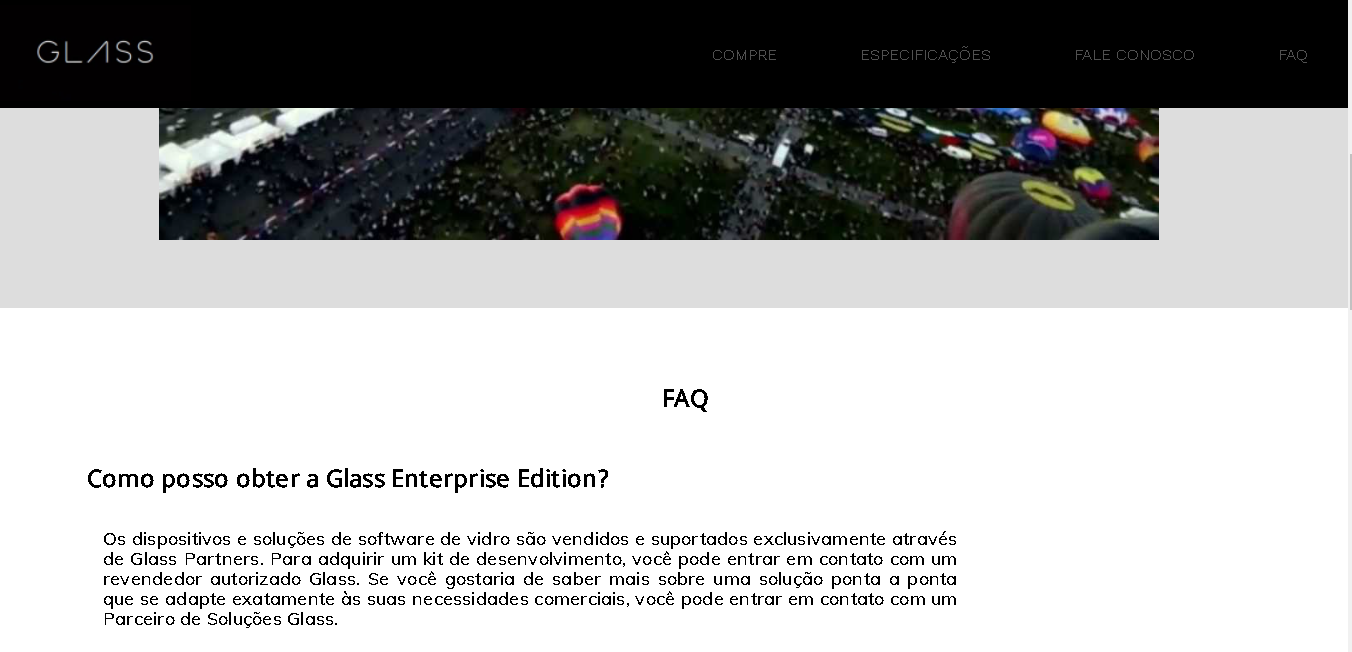 GLASS
COMPRE ESPECIFICAÇÕES FALE CONOSCO FAQ
FAQ
Como posso obter a Glass Enterprise Edition?
Os dispositivos e soluções de software de vidro são vendidos e suportados exclusivamente através
de Glass Partners. Para adquirir um kit de desenvolvimento, você pode entrar em contato com um
revendedor autorizado Glass. Se você gostaria de saber mais sobre uma solução ponta a ponta
que se adapte exatamente às suas necessidades comerciais, você pode entrar em contato com um
Parceiro de Soluções Glass.